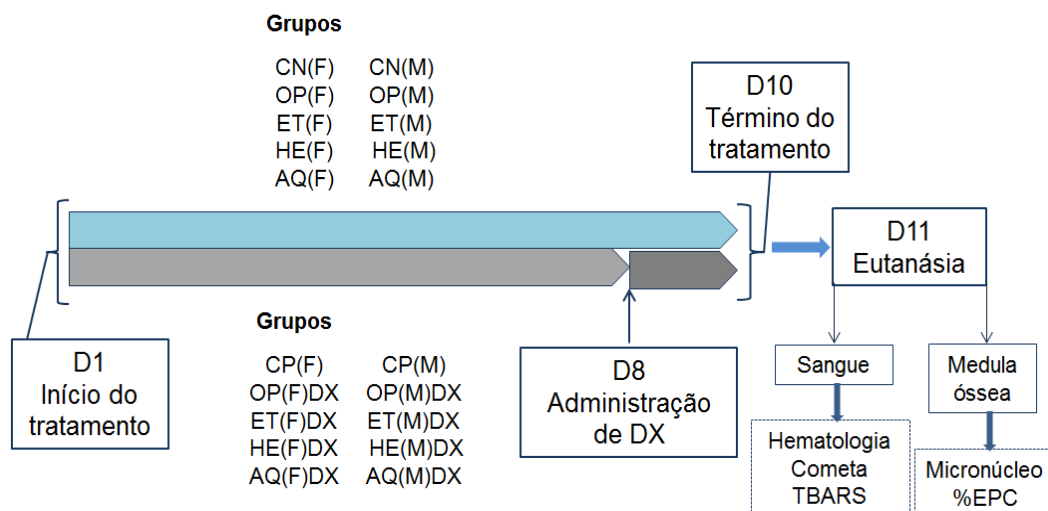 Grupos
CN(F) CN(M)
OP(F) OP(M)
ET(F) ET(M)
HE(F) HE(M)
AQ(F) AQ(M)
D10
Término do
tratamento
D11
Eutanásia
D1
Início do
tratamento
Grupos
CP(F) CP(M)
OP(F)DX OP(M)DX
ET(F)DX ET(M)DX
HE(F)DX HE(M)DX
AQ(F)DX AQ(M)DX
D8
Administração
de DX
Sangue
Hematologia
Cometa
TBARS
Medula
óssea
Micronúcleo
%EPC